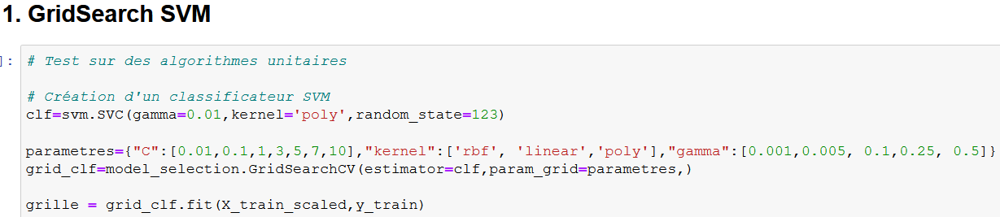 1. GridSearch SVM
]: # Test sur des algorithmes unitaires
# Création d'un classificateur SVM
clf=svm.SVC(gamma=0.01,kernel='poly',random_state=123)
parametres={"C":[0.01,0.1,1,3,5,7,10],"kernel":['rbf', 'linear','poly'],"gamma":[0.001,0.005, 0.1,0.25, 0.5]}
grid_clf=model_selection.GridSearchCV(estimator=clf,param_grid=parametres,)
grille = grid_clf.fit(X_train_scaled,y_train)